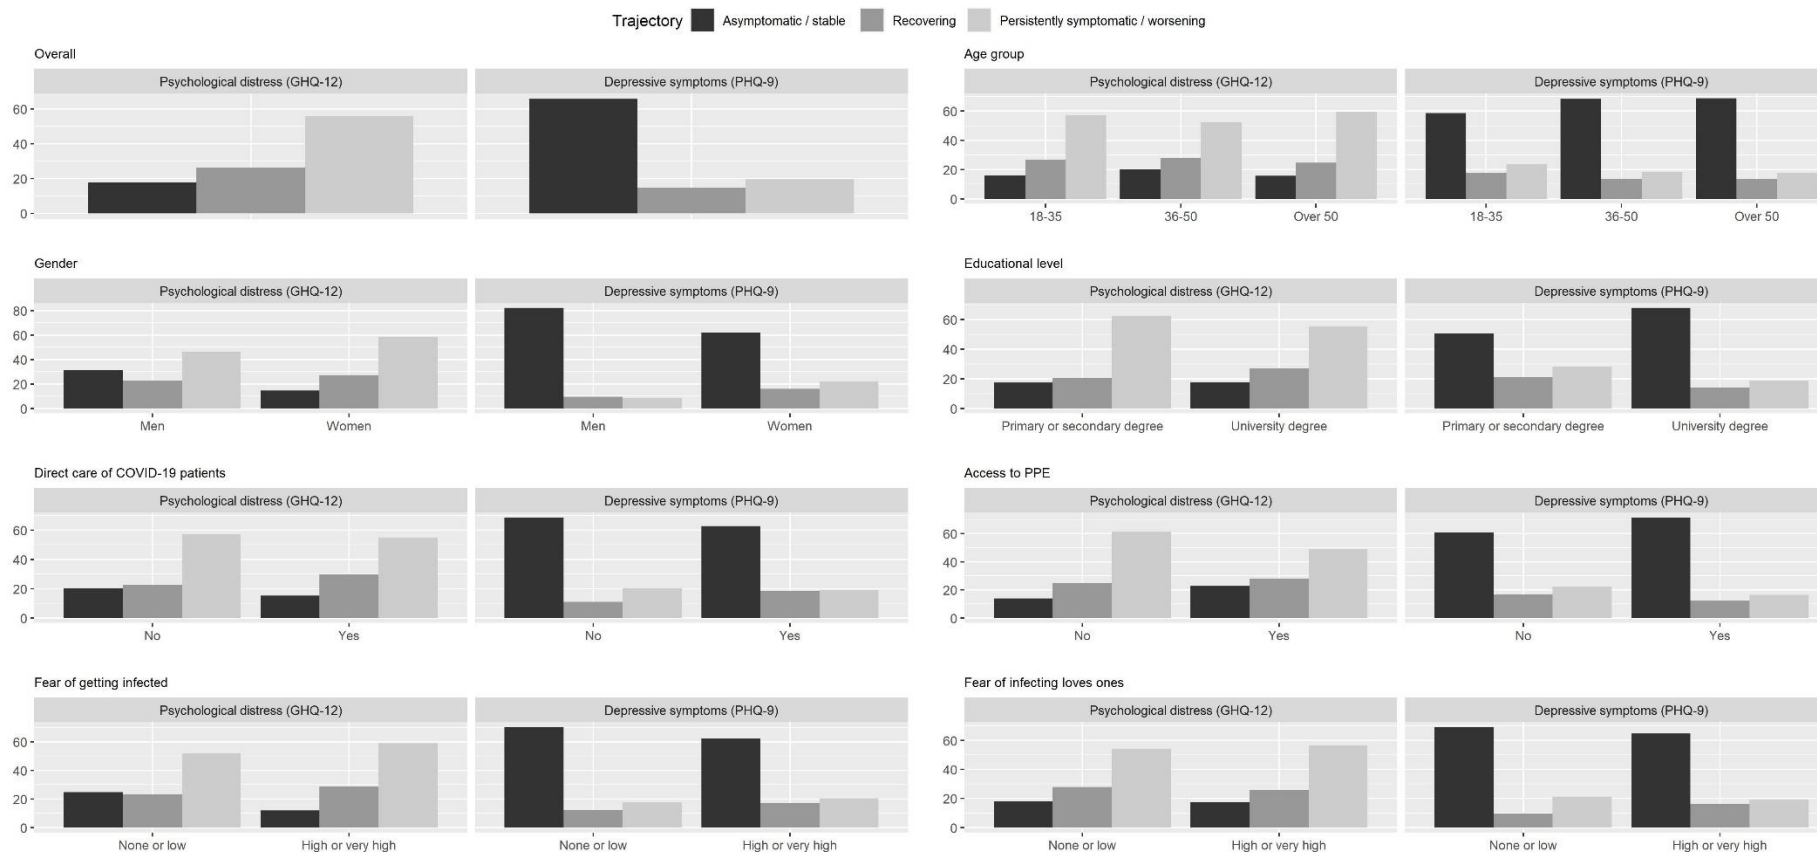 Trajectory Asymptomatic / stable Recovering Persistently symptomatic / worsening
Overall
Psychological distress (GHQ-12) Depressive symptoms (PHQ-9)
60
40
20
0
Age group
Psychological distress (GHQ-12) Depressive symptoms (PHQ-9)
60
40
20
0
18-35 36-50 Over 50 18-35 36-50 Over 50
Gender
Psychological distress (GHQ-12) Depressive symptoms (PHQ-9)
80
60
40
20
0
Men Women Men Women
Educational level
Psychological distress (GHQ-12) Depressive symptoms (PHQ-9)
60
40
20
0
Primary or secondary degree University degree Primary or secondary degree University degree
Direct care of COVID-19 patients
Psychological distress (GHQ-12) Depressive symptoms (PHQ-9)
60
40
20
0
No Yes No Yes
Access to PPE
Psychological distress (GHQ-12) Depressive symptoms (PHQ-9)
60
40
20
0
No Yes No Yes
Fear of getting infected
Psychological distress (GHQ-12) Depressive symptoms (PHQ-9)
60
40
20
0
None or low High or very high None or low High or very high
Fear of infecting loves ones
Psychological distress (GHQ-12) Depressive symptoms (PHQ-9)
60
40
20
0
None or low High or very high None or low High or very high